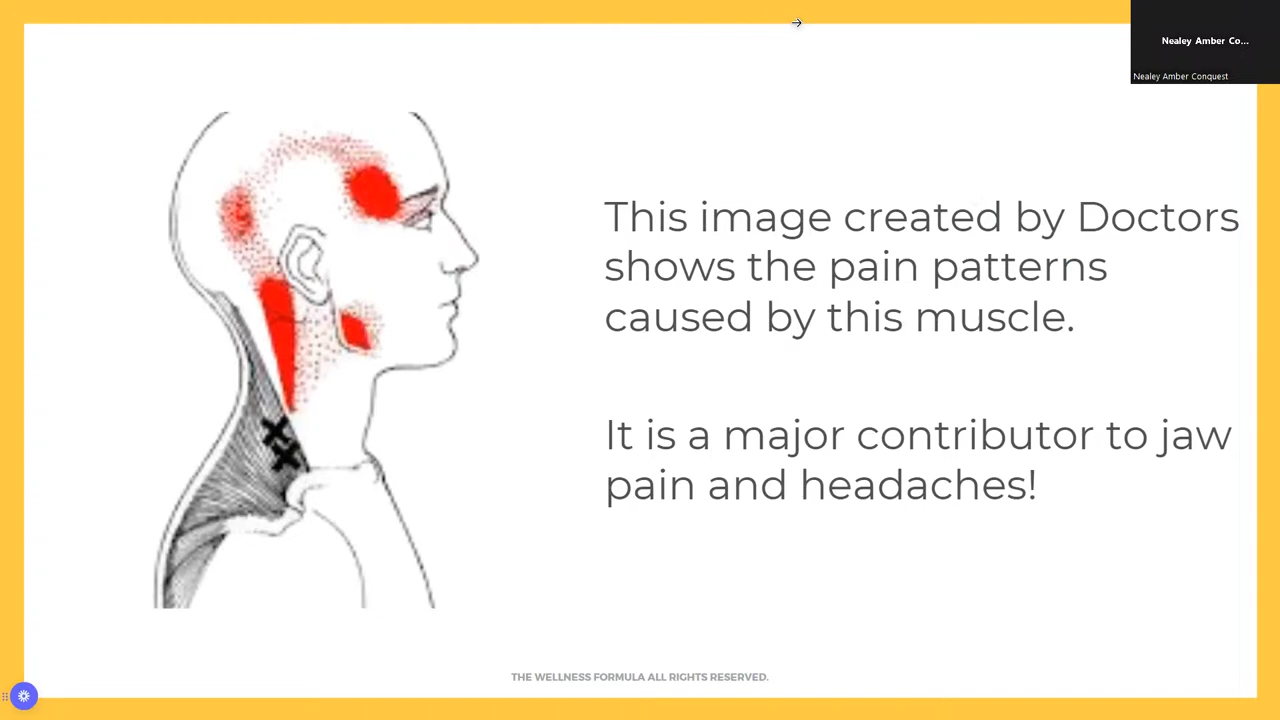 Nealey Amber Co...
Nealey Amber Conquest
This image created by Doctors
shows the pain patterns
caused by this muscle.
It is a major contributor to jaw
pain and headaches!
THE WELLNESS FORMULA ALL RIGHTS RESERVED.